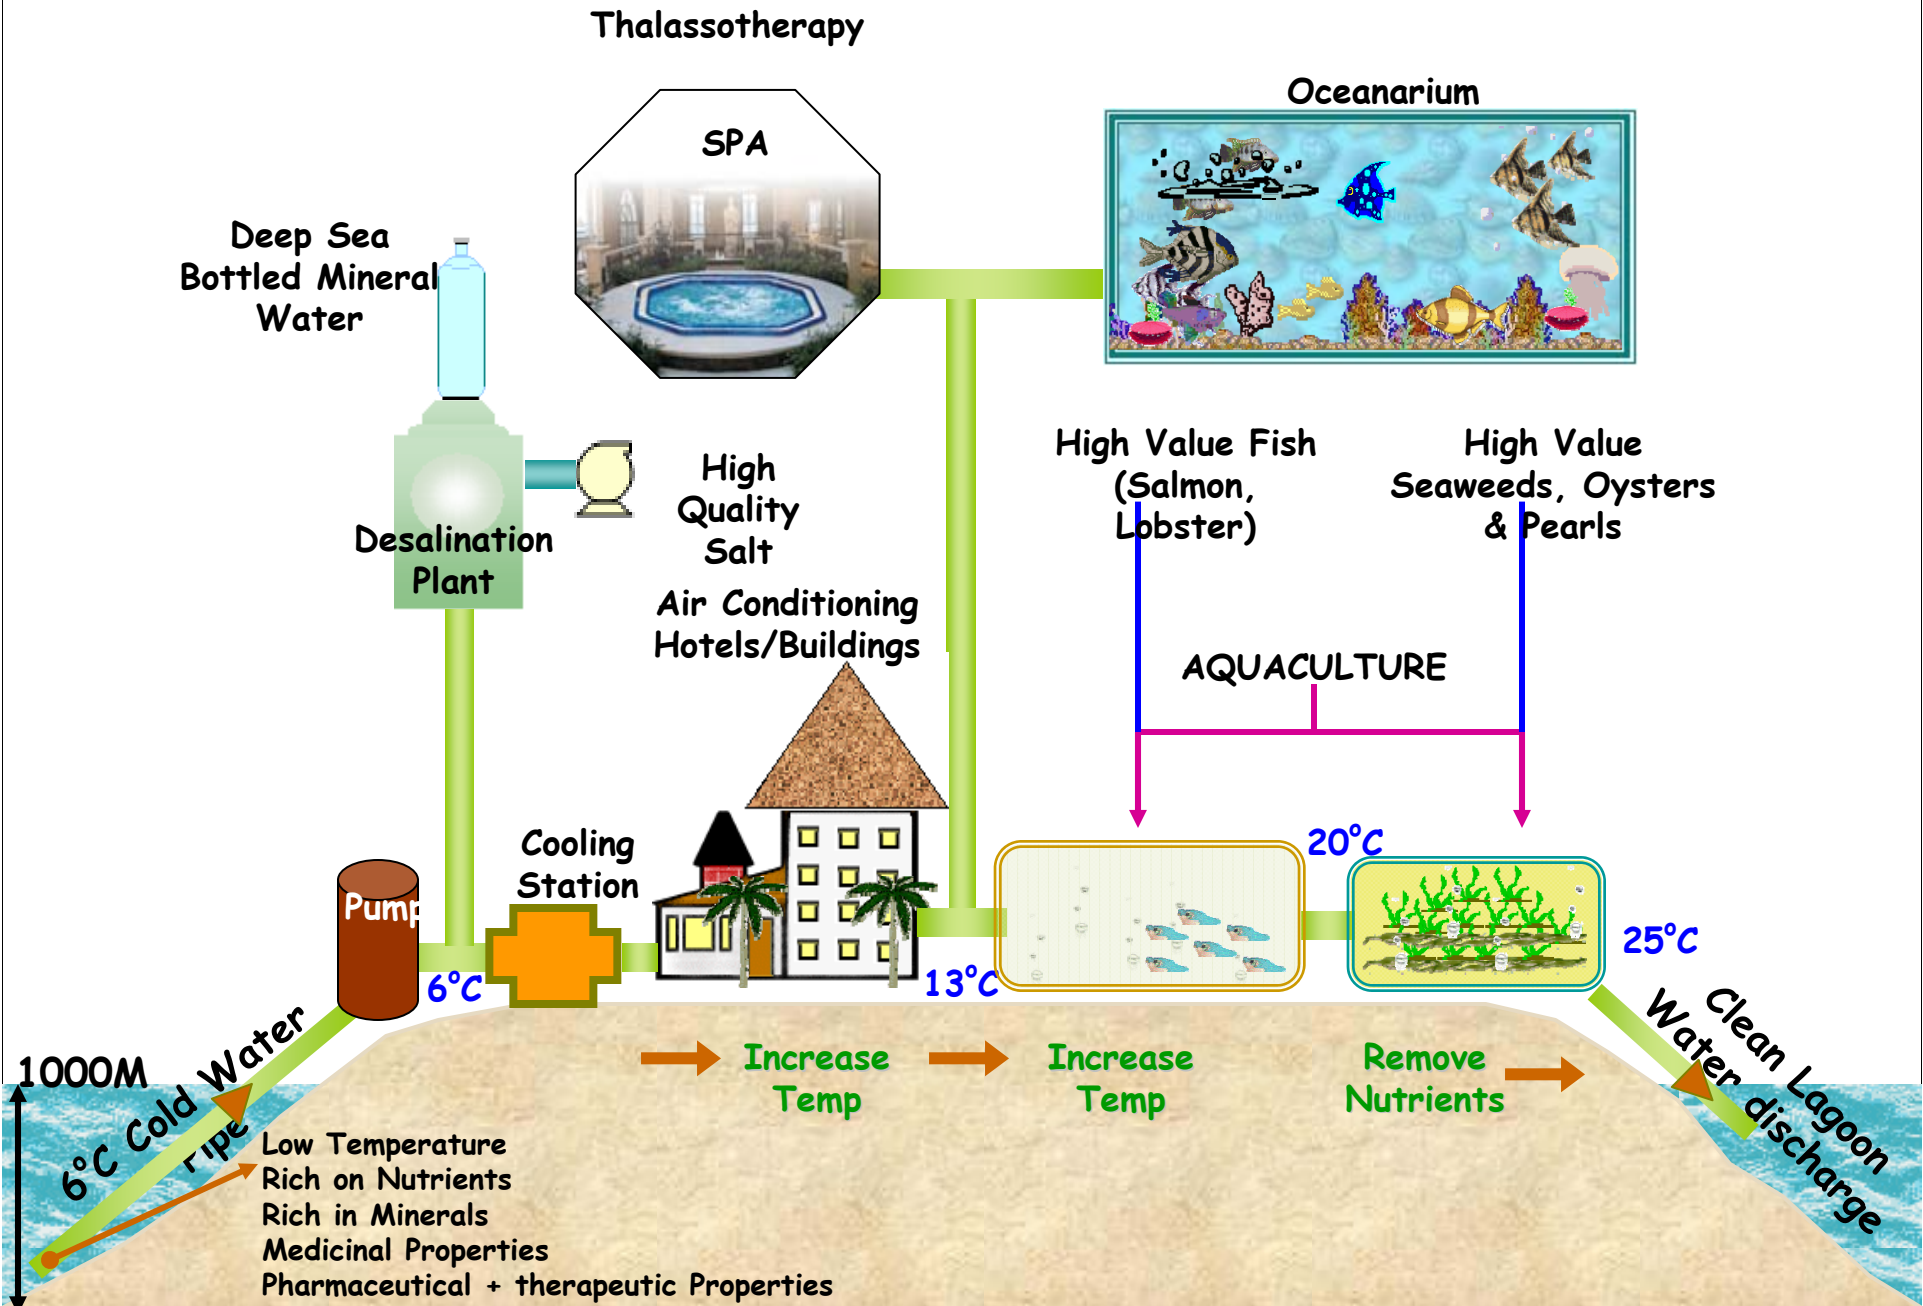 Thalassotherapy
SPA
Oceanarium
Deep Sea
Bottled Mineral
Water
High
Quality
Salt
Desalination
Plant
High Value Fish
(Salmon,
Lobster)
High Value
Seaweeds, Oysters
& Pearls
Air Conditioning
Hotels/Buildings
AQUACULTURE
Cooling
Station
Pump
6°C
13°C
20°C
25°C
1000M
6°C Cold Water
Pipe
Increase
Temp
Increase
Temp
Remove
Nutrients
Clean Lagoon
Water discharge
Low Temperature
Rich on Nutrients
Rich in Minerals
Medicinal Properties
Pharmaceutical + therapeutic Properties